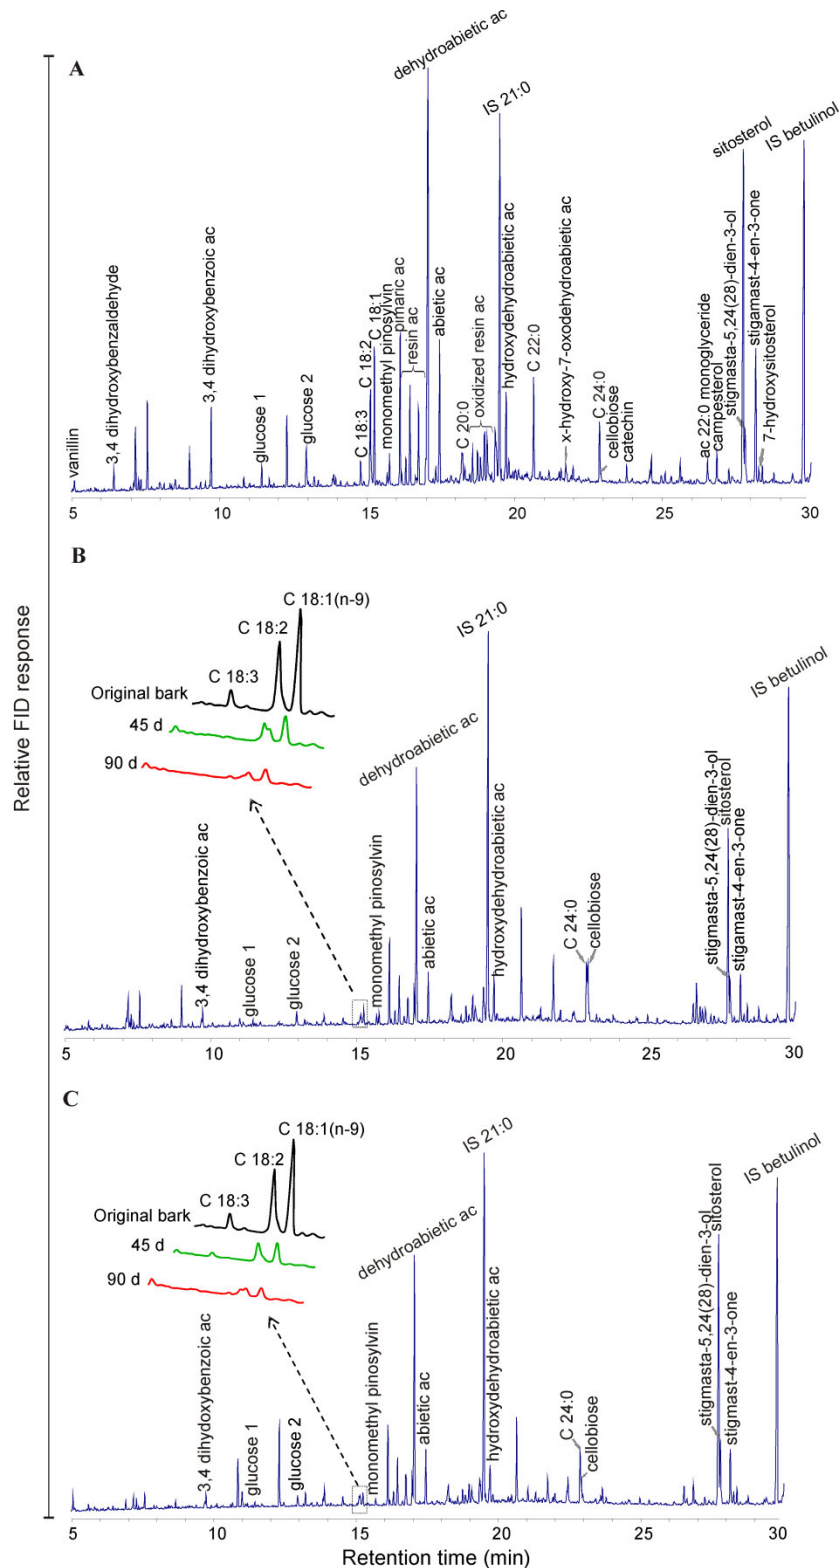 Relative FID response
A
vanillin
3,4 dihydroxybenzaldehyde
3,4 dihydroxybenzoic ac
glucose 1
glucose 2
C 18:3
C 18:2
C 18:1
monomethyl pinosylvin
pimaric ac
resin ac
dehydroabietic ac
abietic ac
C 20:0
oxidized resin ac
IS 21:0
hydroxydehydroabietic ac
C 22:0
x-hydroxy-7-oxodehydroabietic ac
C 24:0
cellobiose
catechin
ac 22:0 monoglyceride
campesterol
stigmasta-5,24(28)-dien-3-ol
sitosterol
stigamast-4-en-3-one
7-hydroxysitosterol
IS betulinol
5 10 15 20 25 30
B
C 18:1(n-9)
C 18:2
C 18:3
Original bark
45 d
90 d
3,4 dihydroxybenzoic ac
glucose 1
glucose 2
monomethyl pinosylvin
dehydroabietic ac
abietic ac
IS 21:0
hydroxydehydroabietic ac
C 24:0
cellobiose
stigmasta-5,24(28)-dien-3-ol
sitosterol
stigamast-4-en-3-one
IS betulinol
5 10 15 20 25 30
C
C 18:1(n-9)
C 18:2
C 18:3
Original bark
45 d
90 d
3,4 dihydoxybenzoic ac
glucose 1
glucose 2
monomethyl pinosylvin
dehydroabietic ac
abietic ac
IS 21:0
hydroxydehydroabietic ac
C 24:0
cellobiose
stigmasta-5,24(28)-dien-3-ol
sitosterol
stigmast-4-en-3-one
IS betulinol
5 10 15 20 25 30
Retention time (min)